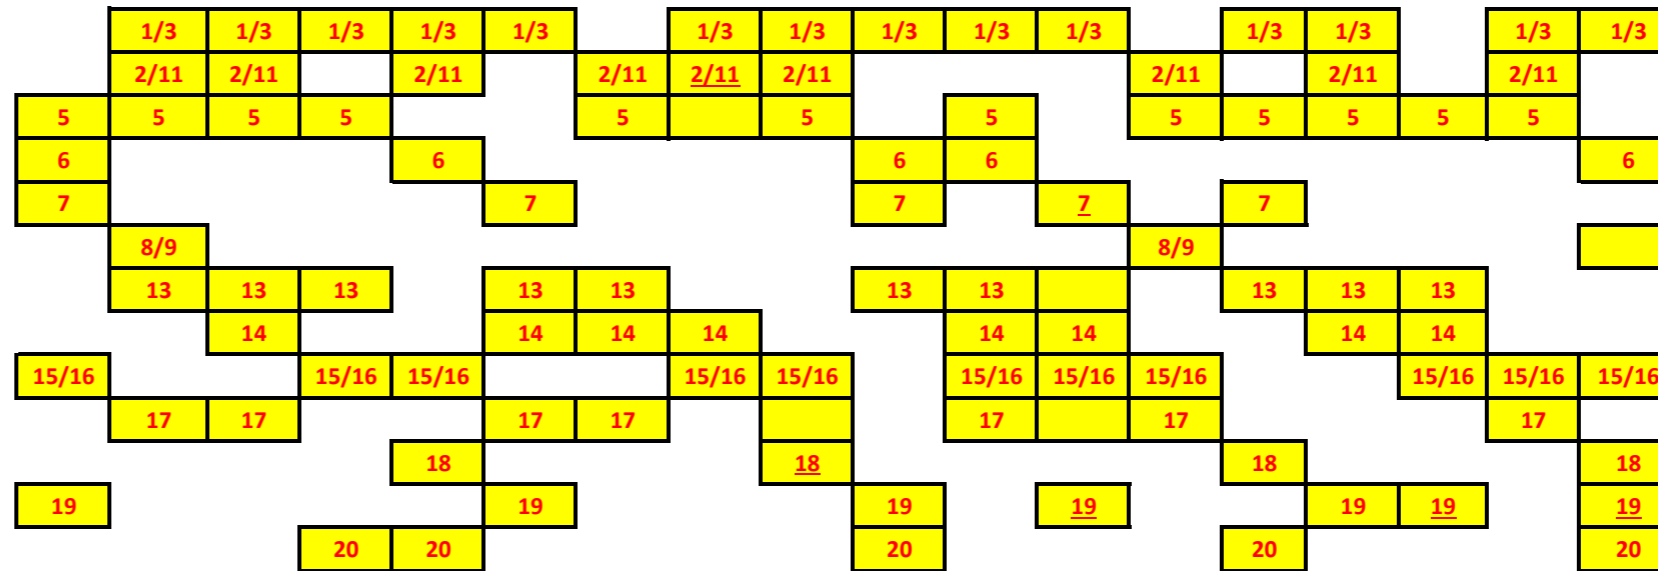 1/3 1/3 1/3 1/3 1/3 1/3 1/3 1/3 1/3 1/3 1/3 1/3 1/3 1/3
2/11 2/11 2/11 2/11 2/11 2/11 2/11 2/11 2/11
5 5 5 5 5 5 5 5 5 5 5 5
6 6 6 6 6
7 7 7 7 7
8/9 8/9
13 13 13 13 13 13 13 13 13 13
14 14 14 14 14 14 14 14
15/16 15/16 15/16 15/16 15/16 15/16 15/16 15/16 15/16 15/16 15/16
17 17 17 17 17 17 17
18 18 18 18
19 19 19 19 19 19 19
20 20 20 20 20